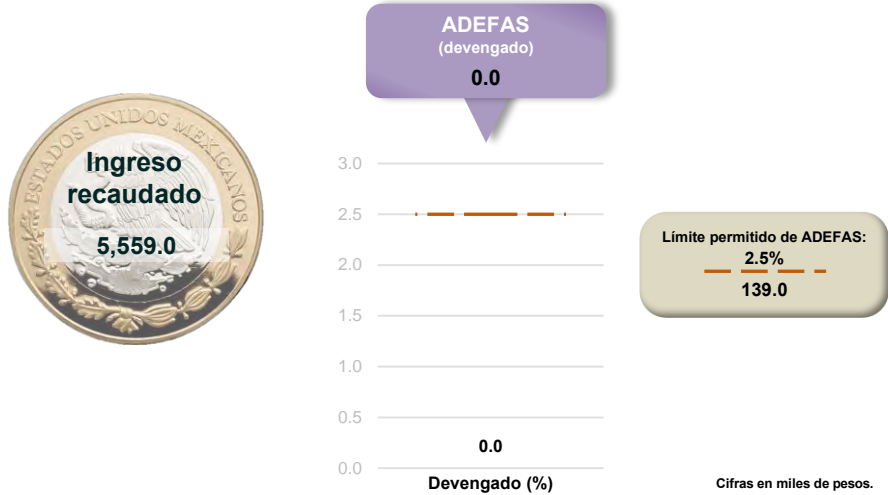 ADEFAS
(devengado)
0.0
ESTADOS UNIDOS MEXICANOS
Ingreso
recaudado
5,559.0
3.0
2.5
2.0
1.5
1.0
0.5
0.0
0.0
Devengado (%)
Límite permitido de ADEFAS:
2.5%
139.0
Cifras en miles de pesos.